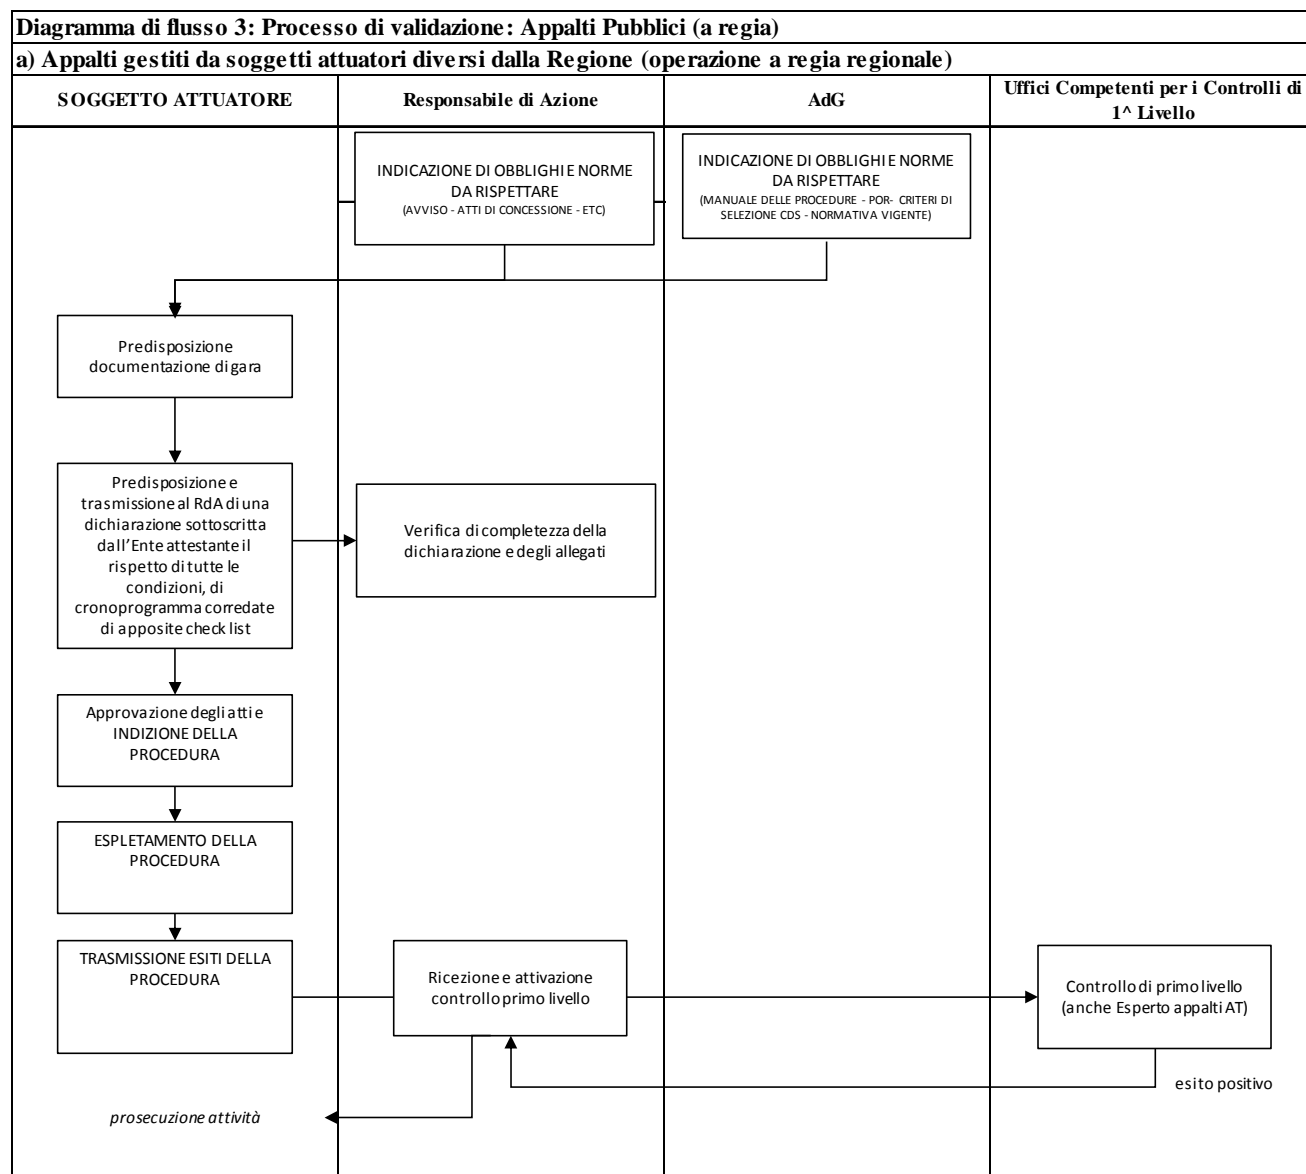 Diagramma di flusso 3: Processo di validazione: Appalti Pubblici (a regia)
a) Appalti gestiti da soggetti attuatori diversi dalla Regione (operazione a regia regionale)
SOGGETTO ATTUATORE
Responsabile di Azione
AdG
Uffici Competenti per i Controlli di
1^ Livello
INDICAZIONE DI OBBLIGHI E NORME
DA RISPETTARE
(AVVISO - ATTI DI CONCESSIONE - ETC)
INDICAZIONE DI OBBLIGHI E NORME
DA RISPETTARE
(MANUALE DELLE PROCEDURE - POR- CRITERI DI
SELEZIONE CDS - NORMATIVA VIGENTE)
Predisposizione
documentazione di gara
Predisposizione e
trasmissione al RdA di una
dichiarazione sottoscritta
dall'Ente attestante il
rispetto di tutte le
condizioni, di
cronoprogramma corredate
di apposite check list
Verifica di completezza della
dichiarazione e degli allegati
Approvazione degli atti e
INDIZIONE DELLA
PROCEDURA
ESPLETAMENTO DELLA
PROCEDURA
TRASMISSIONE ESITI DELLA
PROCEDURA
Ricezione e attivazione
controllo primo livello
Controllo di primo livello
(anche Esperto appalti AT)
esito positivo
prosecuzione attività